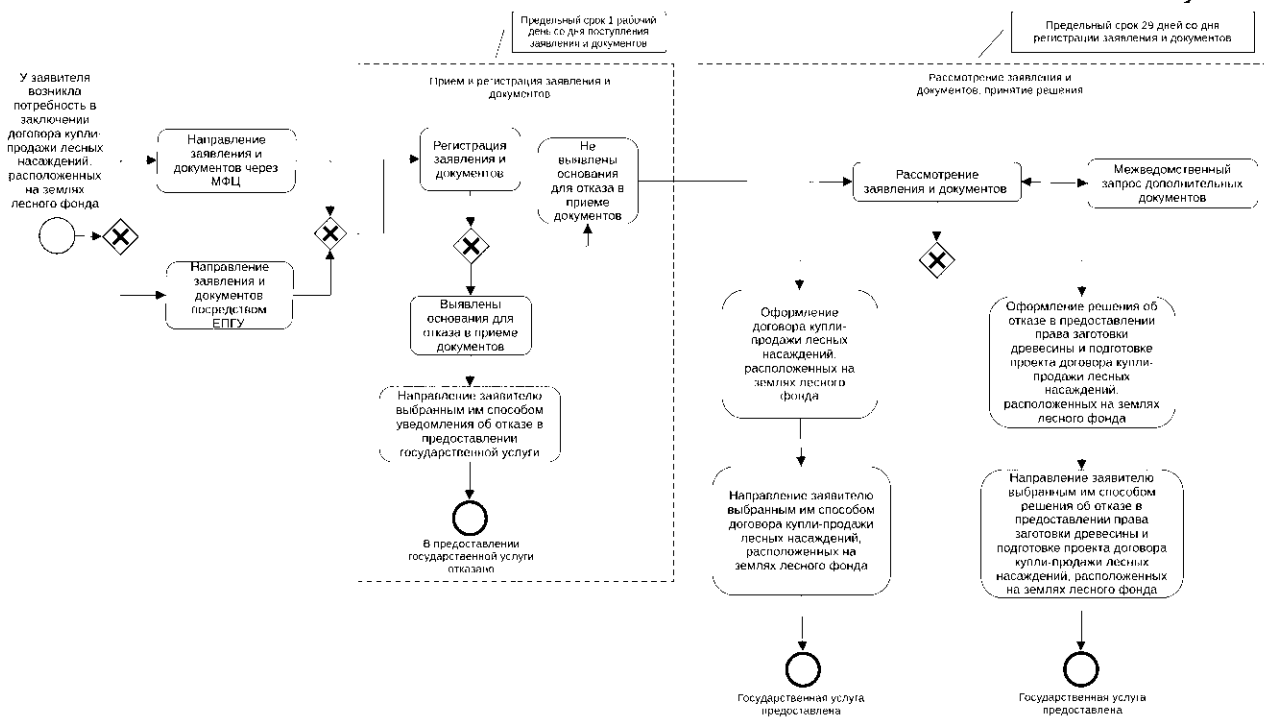 Предельный срок 1 рабочий
день со дня поступления
заявления и документов
Предельный срок 29 дней со дня
регистрации заявления и документов
У заявителя
возникла
потребность в
заключении
договора купли-
продажи лесных
насаждений,
расположенных
на землях
лесного фонда
Направление
заявления и
документов через
МФЦ
Направление
заявления и
документов
посредством
ЕПГУ
Прием и регистрация заявления и
документов
Регистрация
заявления и
документов
Не
выявлены
основания
для отказа в
приеме
документов
Выявлены
основания для
отказа в приеме
документов
Направление заявителю
выбранным им способом
уведомления об отказе в
предоставлении
государственной услуги
В предоставлении
государственной услуги
отказано
Рассмотрение заявления и
документов, принятие решения
Рассмотрение
заявления и документов
Межведомственный
запрос дополнительных
документов
Оформление
договора купли-
продажи лесных
насаждений,
расположенных на
землях лесного
фонда
Направление заявителю
выбранным им способом
договора купли-продажи
лесных насаждений,
расположенных на
землях лесного фонда
Государственная услуга
предоставлена
Оформление решения об
отказе в предоставлении
права заготовки
древесины и подготовке
проекта договора купли-
продажи лесных
насаждений,
расположенных на землях
лесного фонда
Направление заявителю
выбранным им способом
решения об отказе в
предоставлении права
заготовки древесины и
подготовке проекта договора
купли-продажи лесных
насаждений, расположенных
на землях лесного фонда
Государственная услуга
предоставлена